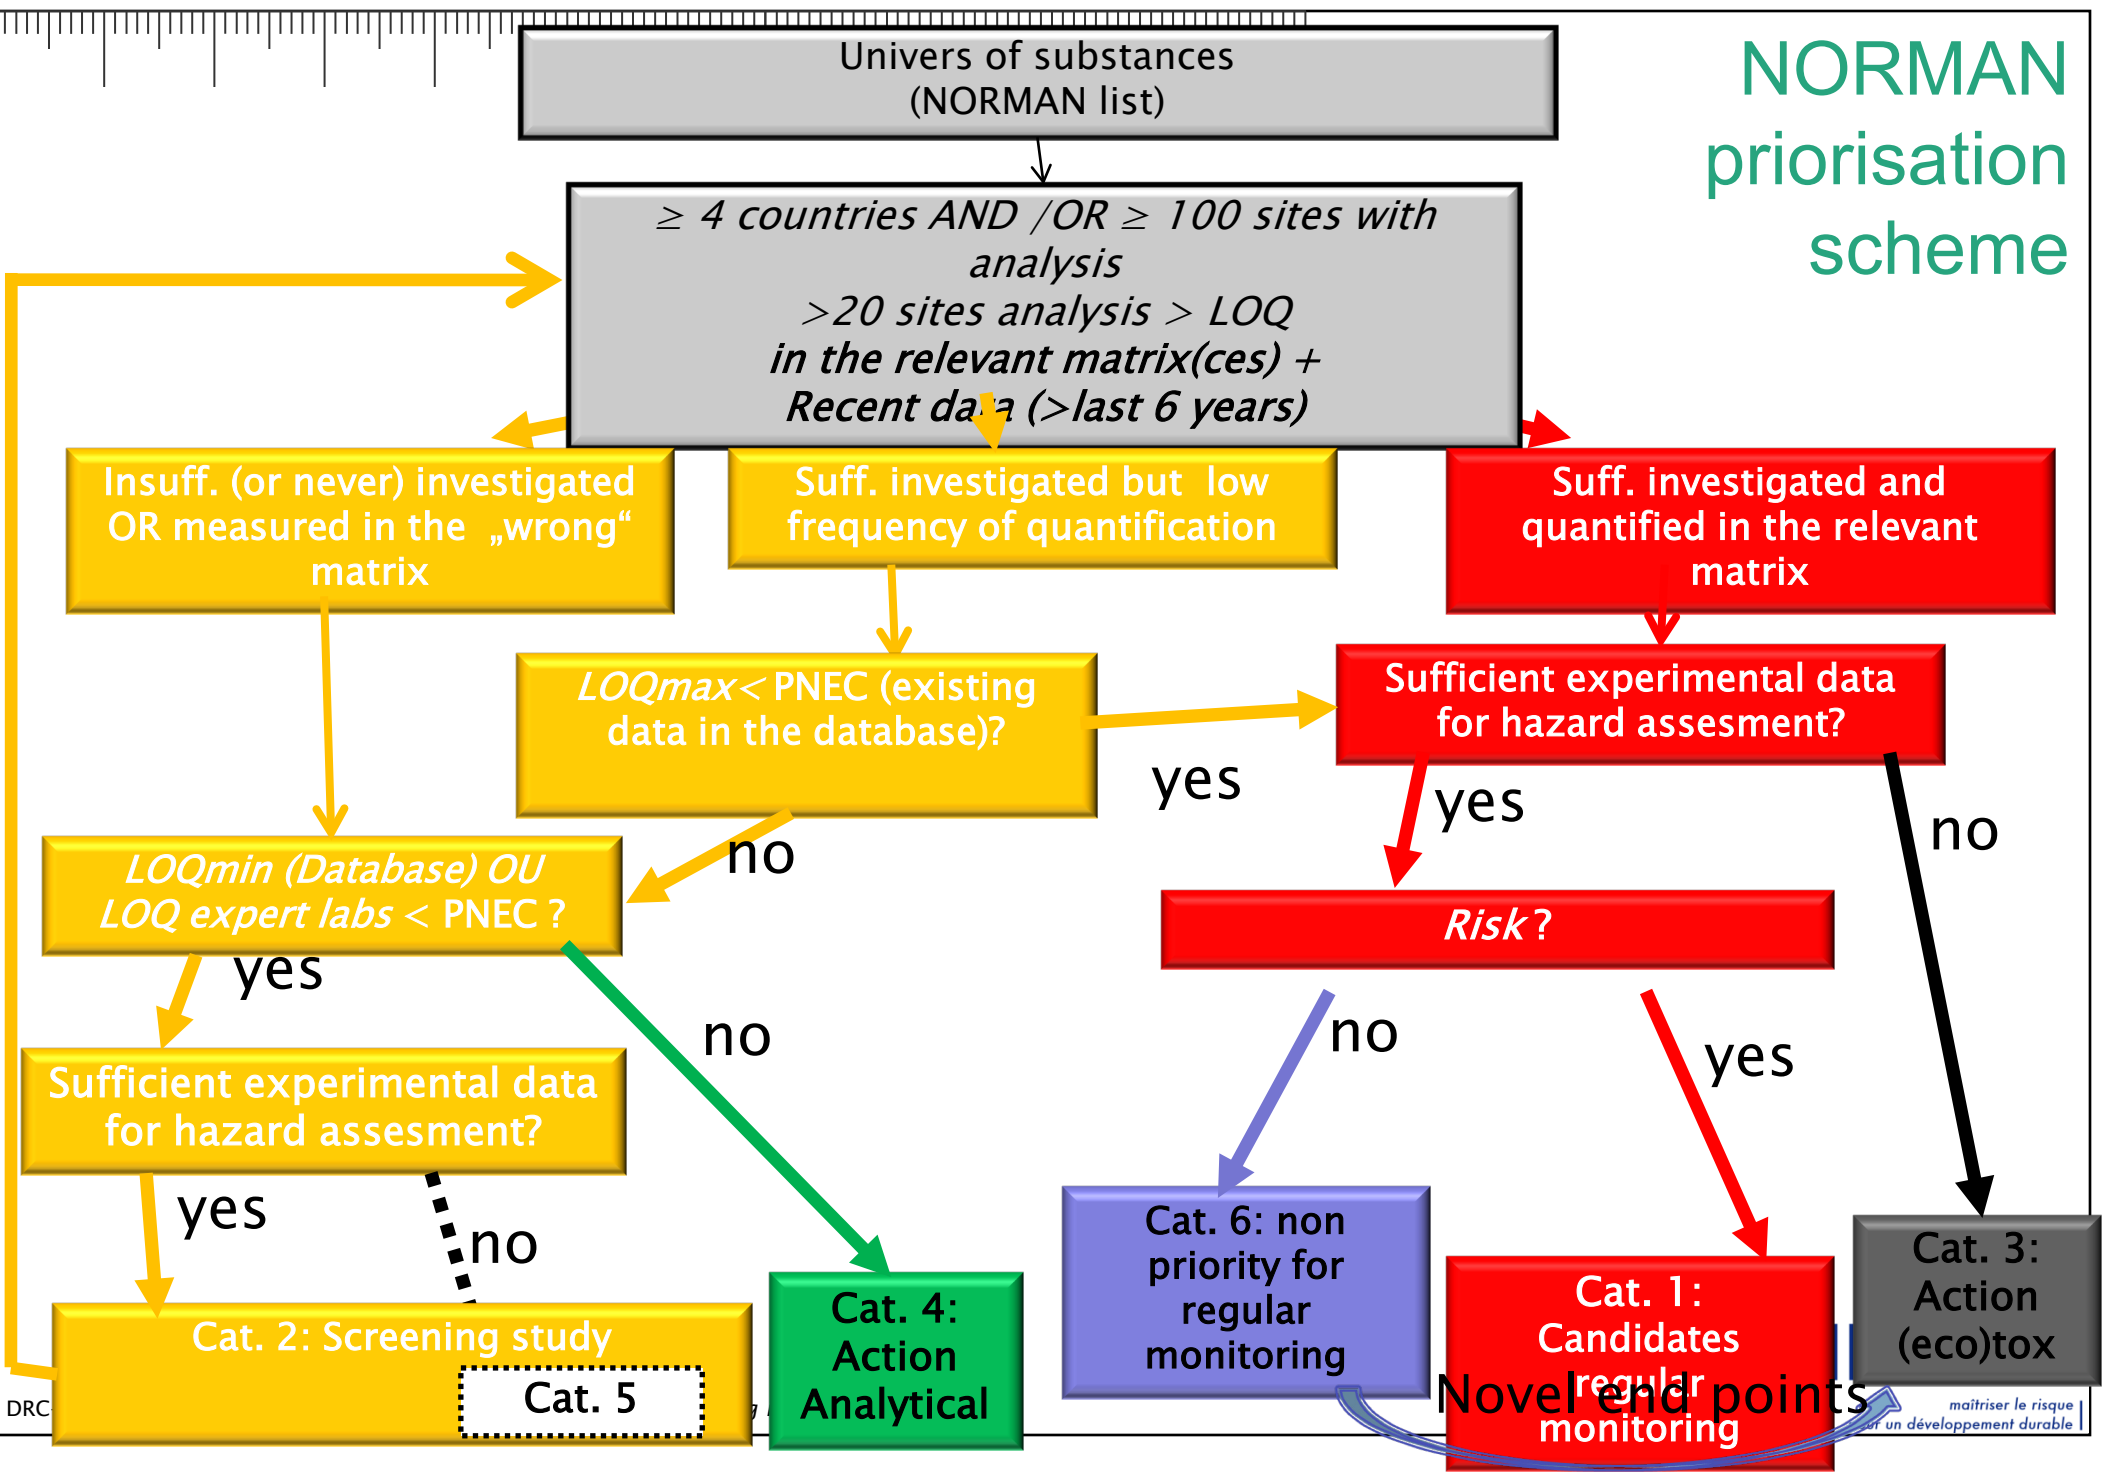 Univers of substances
(NORMAN list)
NORMAN
priorisation
scheme
≥ 4 countries AND /OR ≥ 100 sites with
analysis
>20 sites analysis > LOQ
in the relevant matrix(ces) +
Recent data (>last 6 years)
Insuff. (or never) investigated
OR measured in the „wrong“
matrix
Suff. investigated but low
frequency of quantification
Suff. investigated and
quantified in the relevant
matrix
LOQmax< PNEC (existing
data in the database)?
yes
no
Sufficient experimental data
for hazard assesment?
yes
no
LOQmin (Database) OU
LOQ expert labs < PNEC ?
yes
no
Risk ?
no
yes
Sufficient experimental data
for hazard assesment?
yes
no
Cat. 2: Screening study
Cat. 5
Cat. 4:
Action
Analytical
Cat. 6: non
priority for
regular
monitoring
Cat. 1:
Candidates
regular
monitoring
Cat. 3:
Action
(eco)tox
Novel end points
DRC
maîtriser le risque
un développement durable